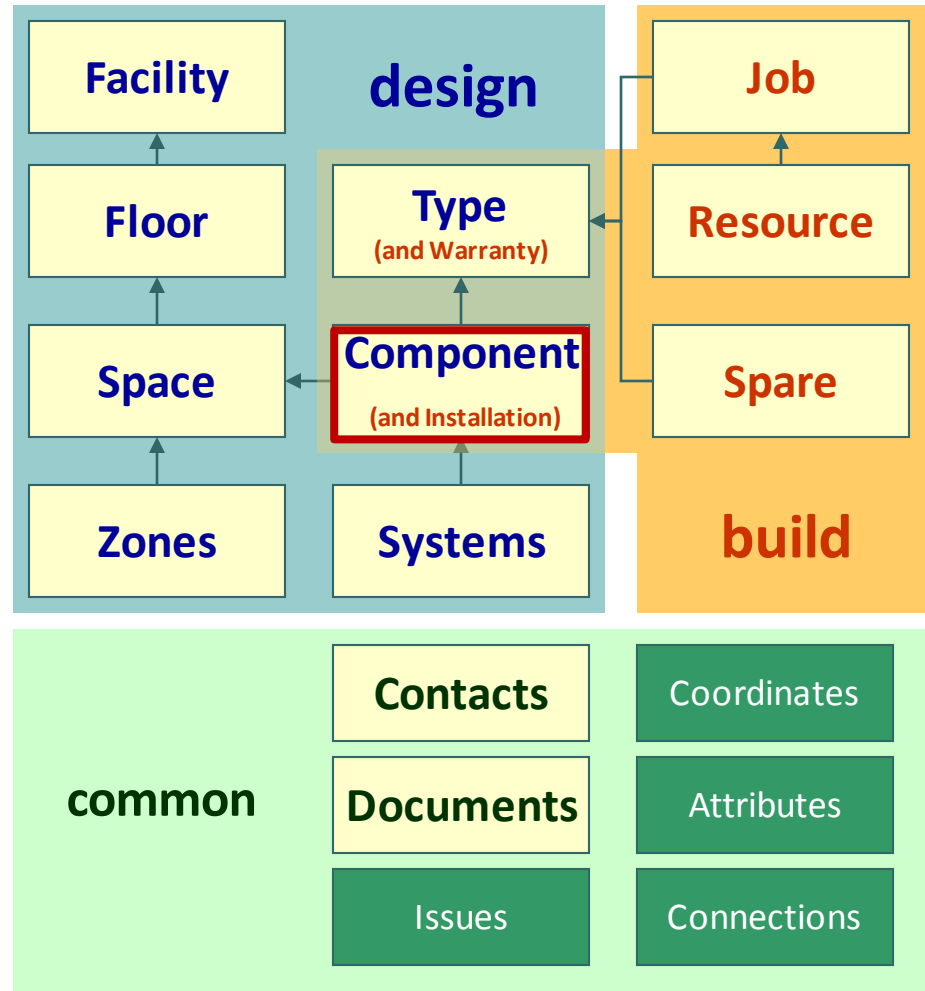 Facility
design
Job
Floor
Type
(and Warranty)
Resource
Space
Component
(and Installation)
Spare
Zones
Systems
build
common
Contacts
Coordinates
Documents
Attributes
Issues
Connections